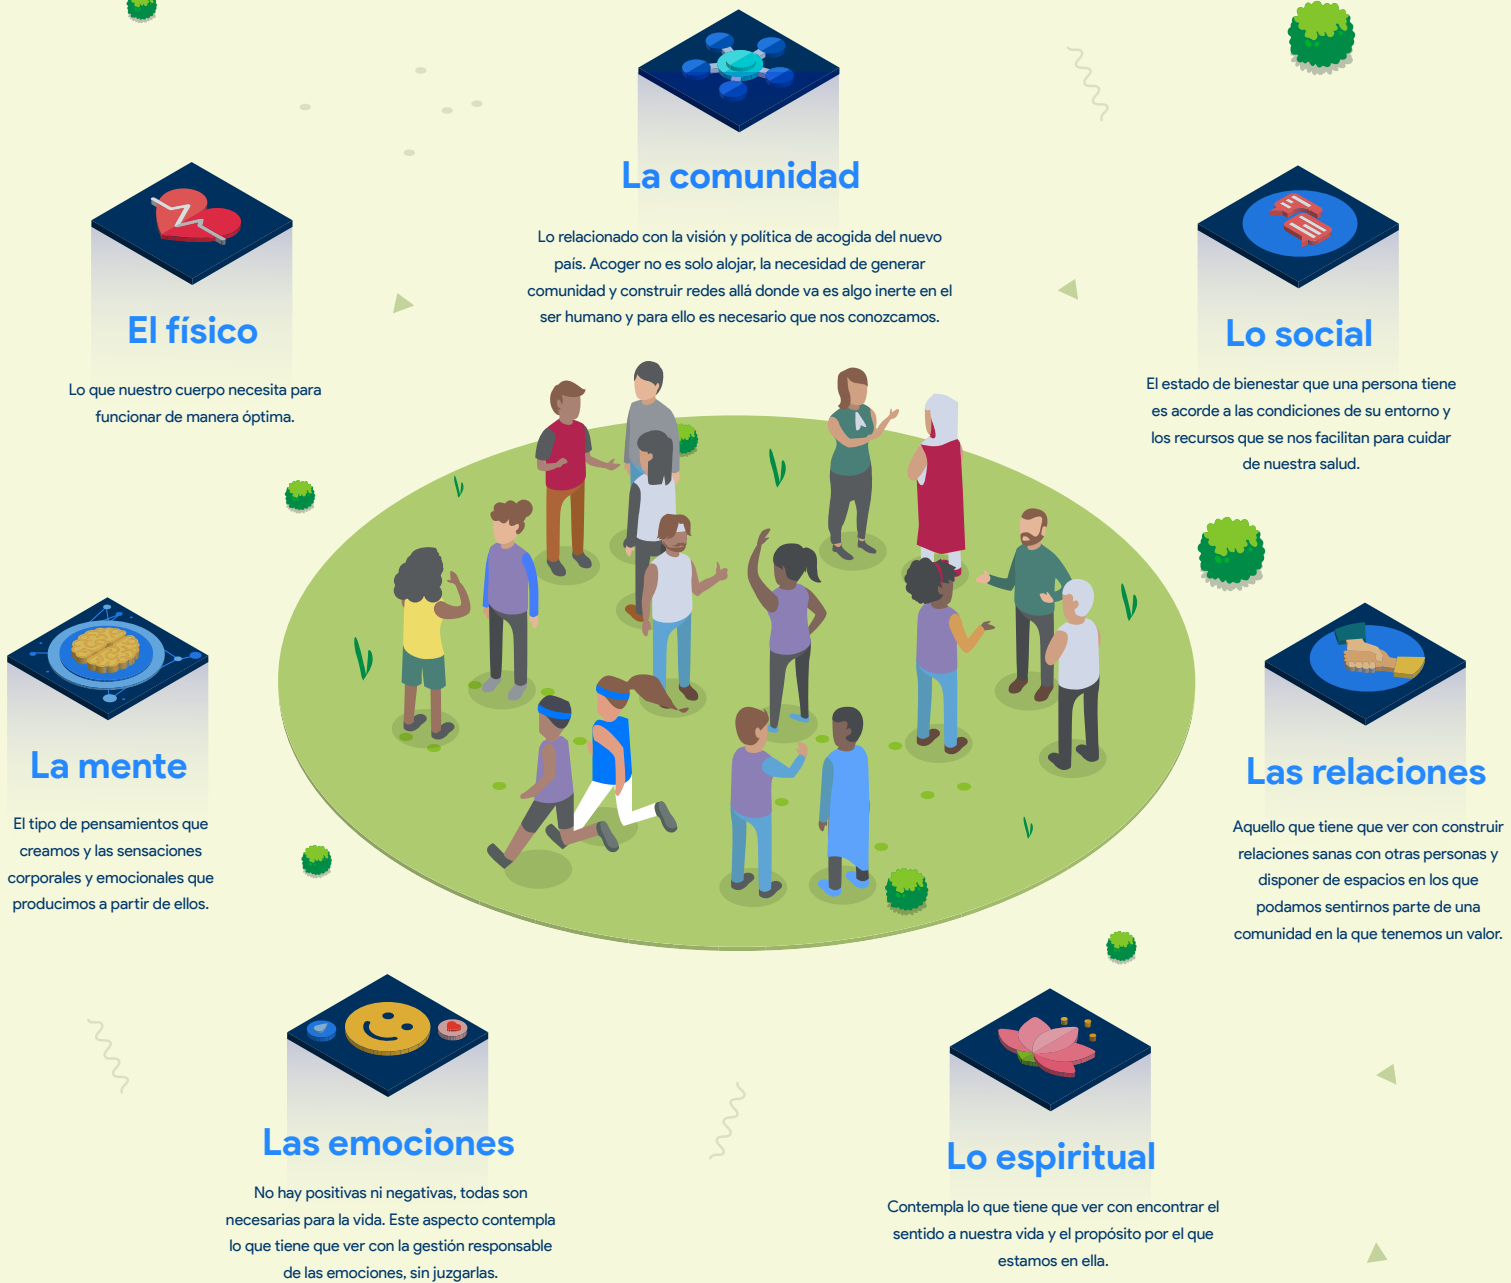 La comunidad
Lo relacionado con la visión y política de acogida del nuevo
país. Acoger no es solo alojar, la necesidad de generar
comunidad y construir redes allá donde va es algo inerte en el
ser humano y para ello es necesario que nos conozcamos.
El físico
Lo que nuestro cuerpo necesita para
funcionar de manera óptima.
Lo social
El estado de bienestar que una persona tiene
es acorde a las condiciones de su entorno y
los recursos que se nos facilitan para cuidar
de nuestra salud.
La mente
El tipo de pensamientos que
creamos y las sensaciones
corporales y emocionales que
producimos a partir de ellos.
Las relaciones
Aquello que tiene que ver con construir
relaciones sanas con otras personas y
disponer de espacios en los que
podamos sentirnos parte de una
comunidad en la que tenemos un valor.
Las emociones
No hay positivas ni negativas, todas son
necesarias para la vida. Este aspecto contempla
lo que tiene que ver con la gestión responsable
de las emociones, sin juzgarlas.
Lo espiritual
Contempla lo que tiene que ver con encontrar el
sentido a nuestra vida y el propósito por el que
estamos en ella.